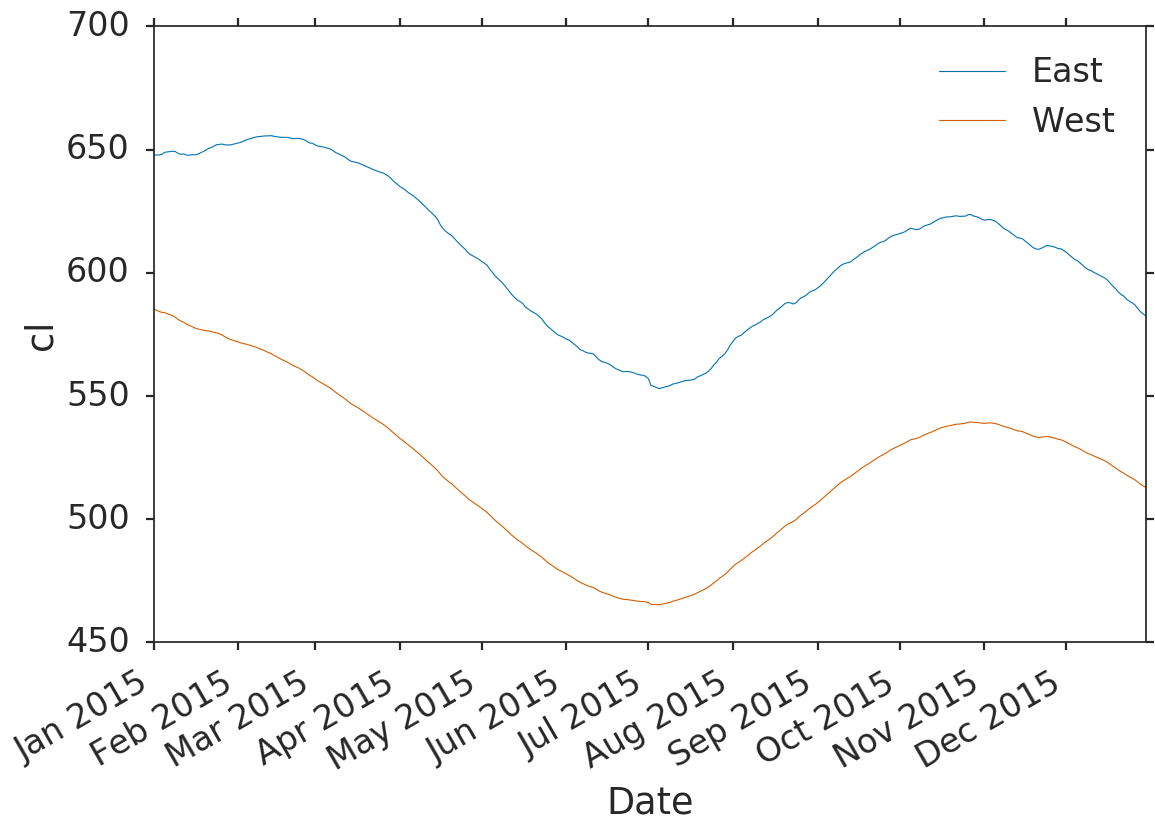 700
650
600
550
500
450
cl
East
West
Jan 2015
Feb 2015
Mar 2015
Apr 2015
May 2015
Jun 2015
Jul 2015
Aug 2015
Sep 2015
Oct 2015
Nov 2015
Dec 2015
Date